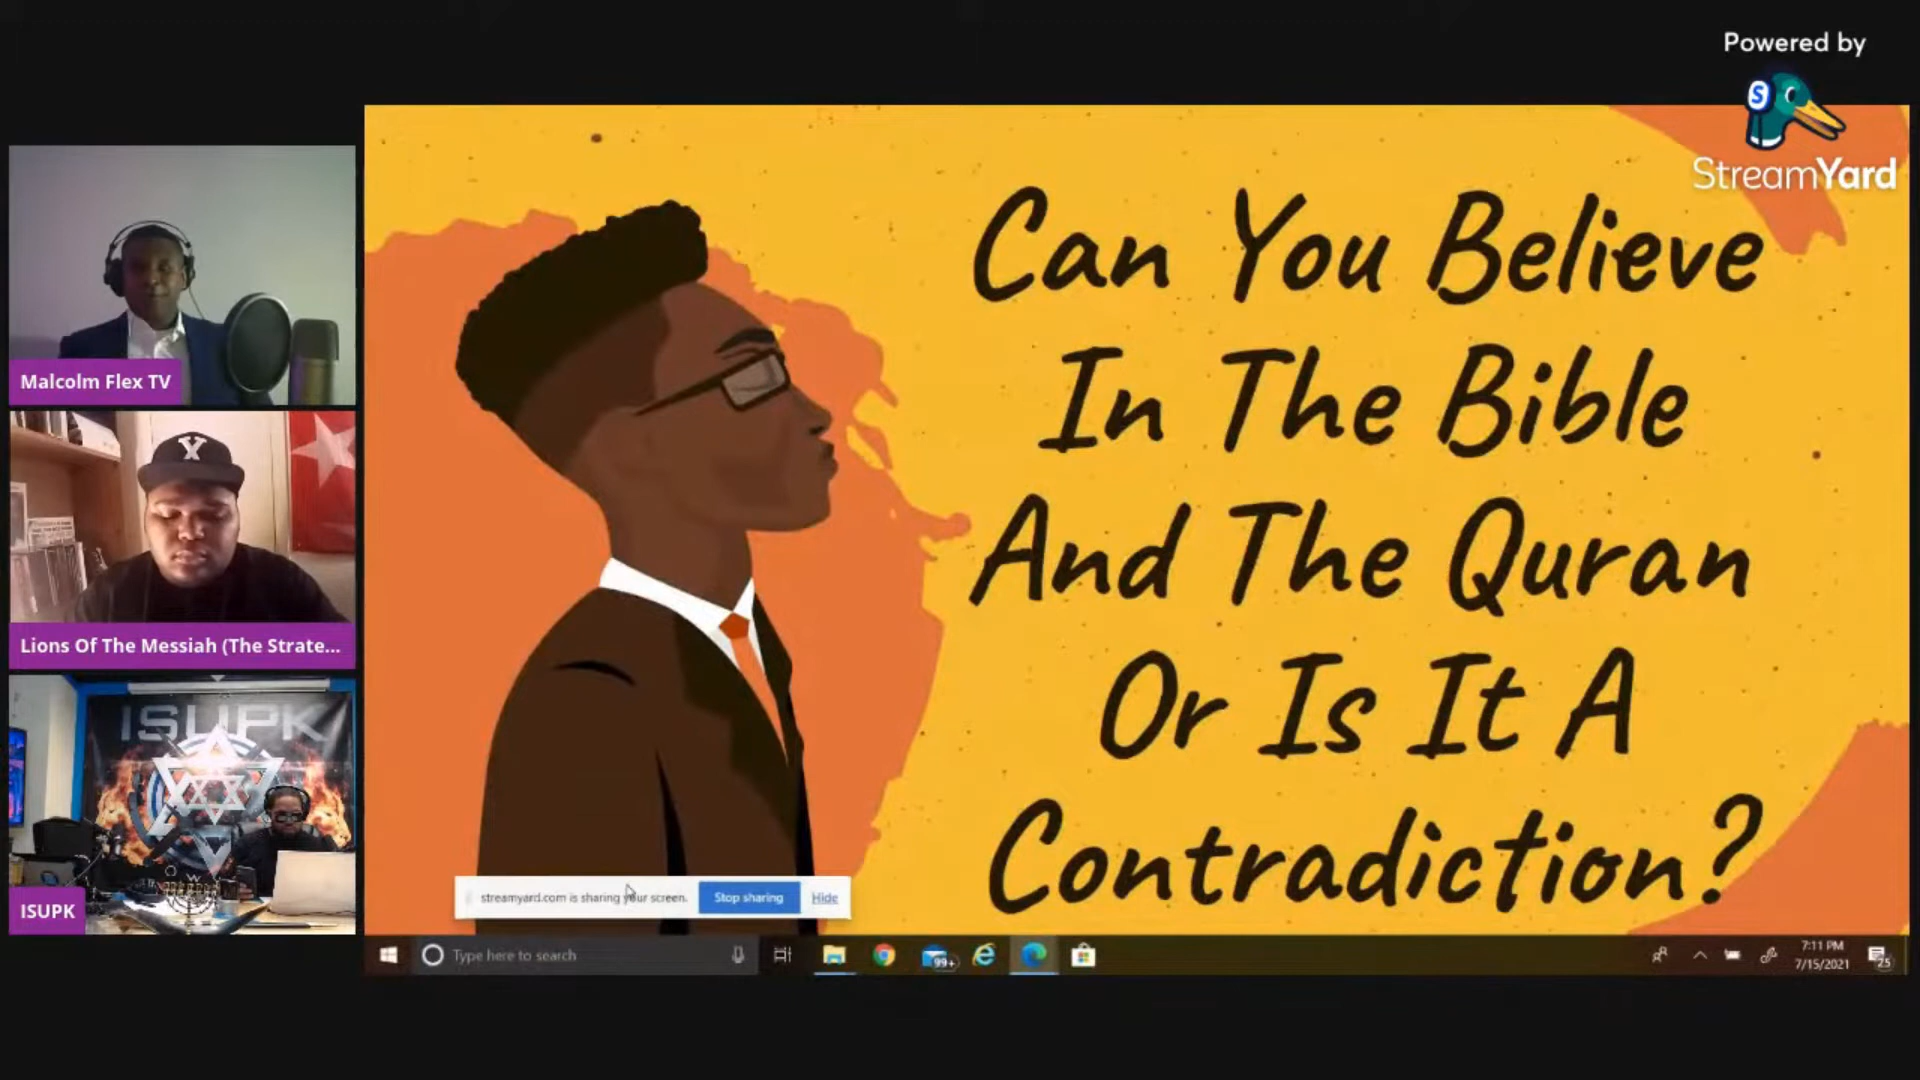 Powered by
StreamYard
Can You Believe
In The Bible
And The Quran
Or Is It A
Contradiction?
Malcolm Flex TV
Lions Of The Messiah (The Strate...
ISUPK
ISUPK
streamyard.com is sharing your screen.
Stop sharing
Hide
Type here to search
99+
7:11 PM
7/15/2021
25